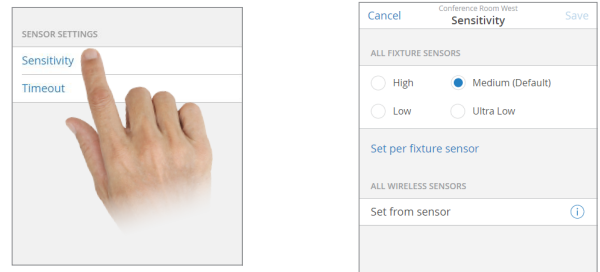 SENSOR SETTINGS
Sensitivity
Timeout
Cancel
Conference Room West
Sensitivity
Save
ALL FIXTURE SENSORS
High
Medium (Default)
Low
Ultra Low
Set per fixture sensor
ALL WIRELESS SENSORS
Set from sensor